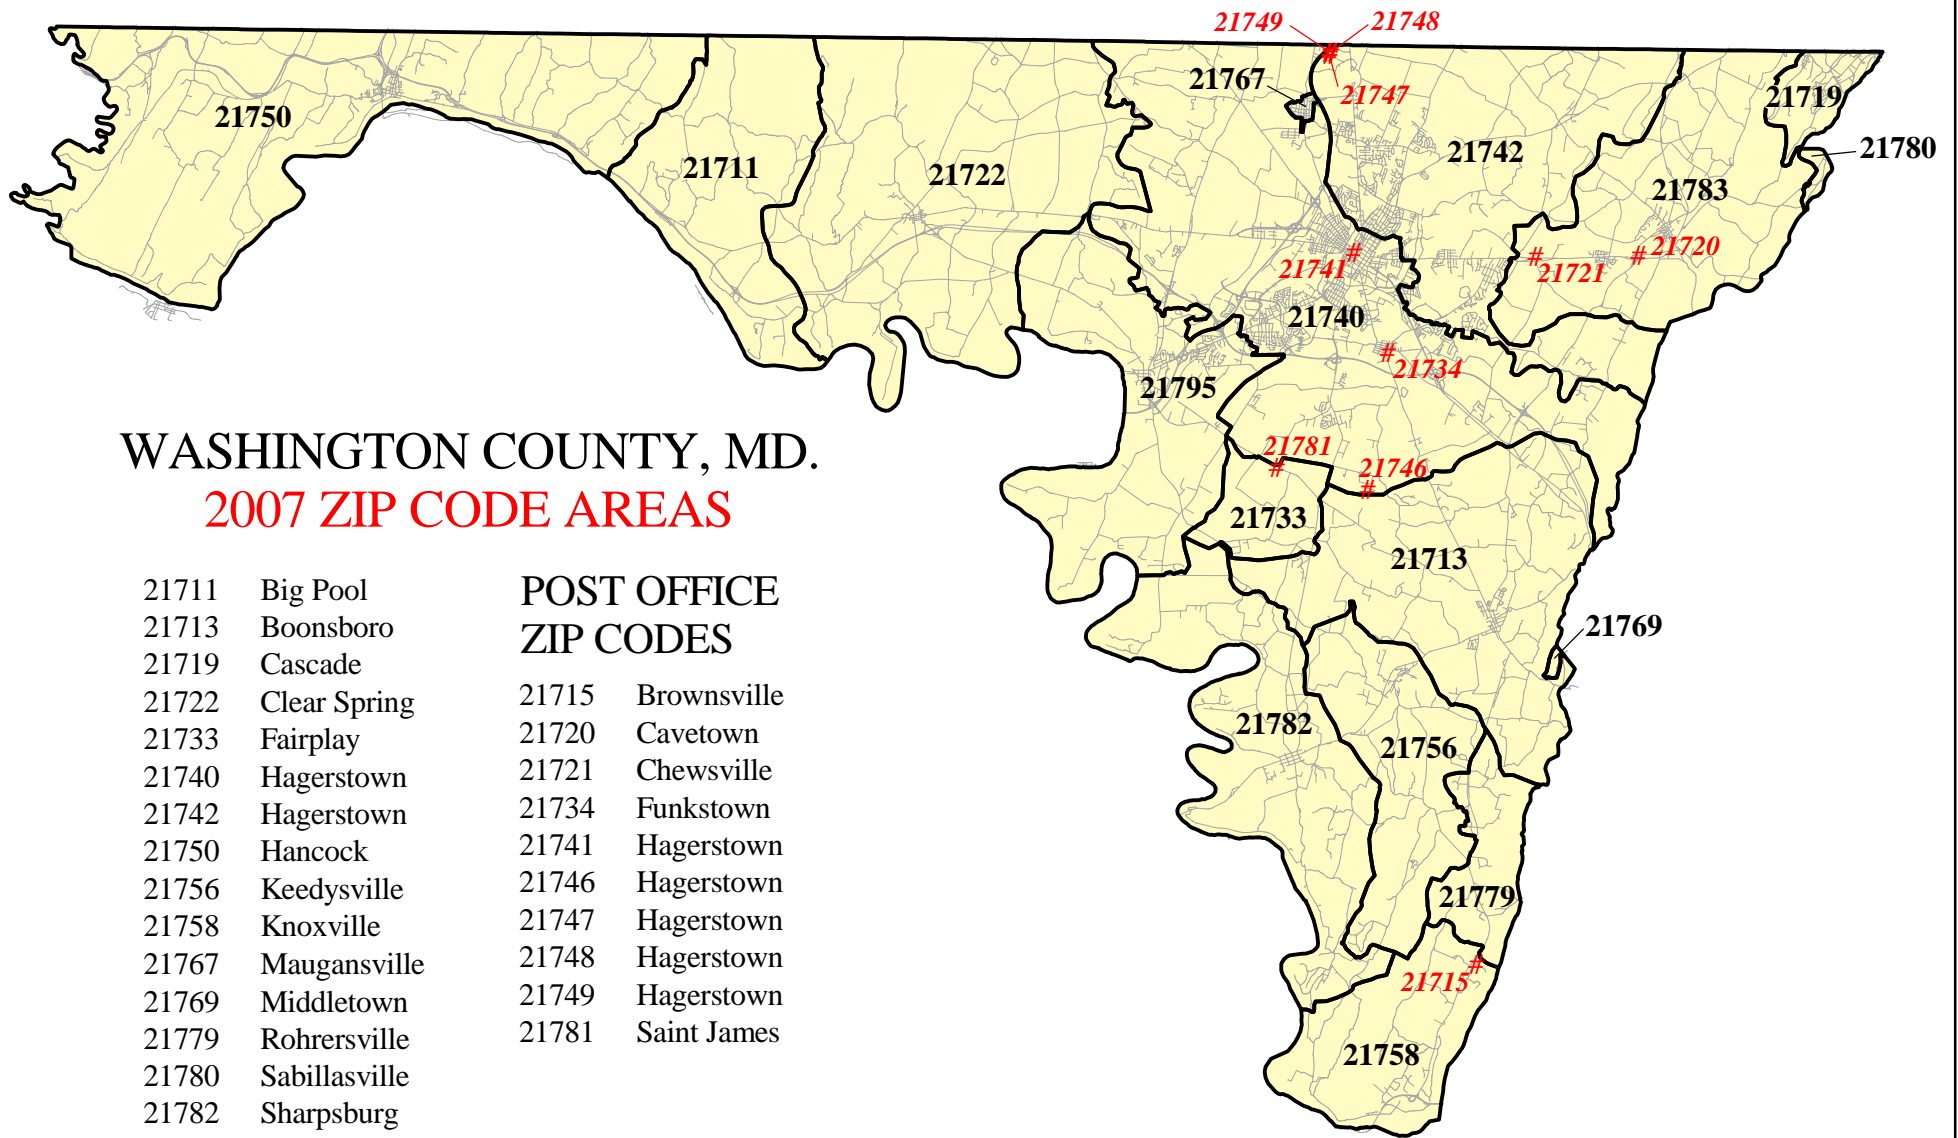 21749
21748
21767
21747
21719
21750
21742
21780
21711
21722
21783
21720
21741
21721
21740
21734
21795
WASHINGTON COUNTY, MD.
2007 ZIP CODE AREAS
21781
21746
21733
21713
21769
21782
21756
21779
21715
21758
21711 Big Pool
21713 Boonsboro
21719 Cascade
21722 Clear Spring
21733 Fairplay
21740 Hagerstown
21742 Hagerstown
21750 Hancock
21756 Keedysville
21758 Knoxville
21767 Maugansville
21769 Middletown
21779 Rohrersville
21780 Sabillasville
21782 Sharpsburg
POST OFFICE
ZIP CODES
21715 Brownsville
21720 Cavetown
21721 Chewsville
21734 Funkstown
21741 Hagerstown
21746 Hagerstown
21747 Hagerstown
21748 Hagerstown
21749 Hagerstown
21781 Saint James